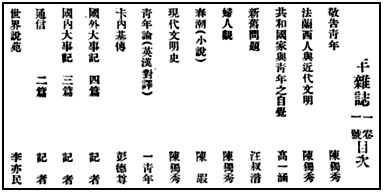 年雜誌 一卷一號目次
敬告青年 陳獨秀
法蘭西人與近代文明 陳獨秀
共和國家與青年之自覺 高一涵
新舊問題 汪叔潛
婦人觀 陳獨秀
春潮(小說) 陳嘏
現代文明史 陳獨秀
青年論(英漢對譯) 一青年
卡內基傳 彭德尊
國外大事記 四篇 記者
國內大事記 三篇 記者
通信 二篇 記者
世界說苑 李亦民